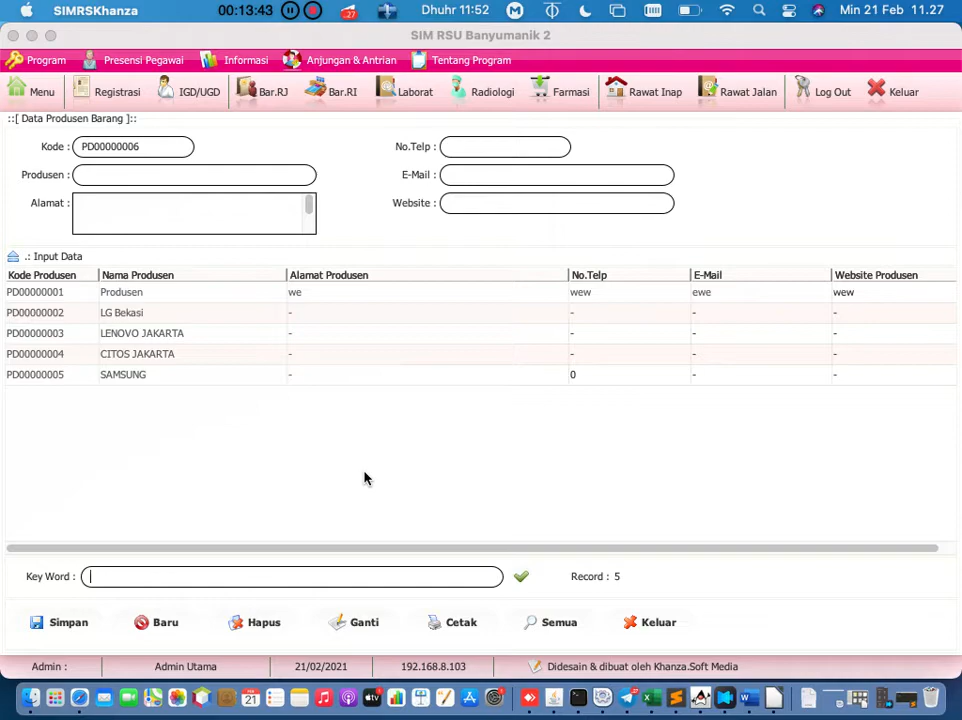 SIMRSKhanza 00:13:43 27 Dhuhr 11:52 Min 21 Feb 11.27
SIM RSU Banyumanik 2
Program Presensi Pegawai Informasi Anjungan & Antrian Tentang Program
Menu Registrasi IGD/UGD Bar.RJ Bar.RI Laborat Radiologi Farmasi Rawat Inap Rawat Jalan Log Out Keluar
::[ Data Produsen Barang ]::
Kode : PD00000006 No.Telp :
Produsen : E-Mail :
Alamat : Website :
.: Input Data
Kode Produsen Nama Produsen Alamat Produsen No.Telp E-Mail Website Produsen
PD00000001 Produsen we wew ewe wew
PD00000002 LG Bekasi - - - -
PD00000003 LENOVO JAKARTA - - - -
PD00000004 CITOS JAKARTA - - - -
PD00000005 SAMSUNG - 0 - -
Key Word : Record : 5
Simpan Baru Hapus Ganti Cetak Semua Keluar
Admin : Admin Utama 21/02/2021 192.168.8.103 Didesain & dibuat oleh Khanza.Soft Media